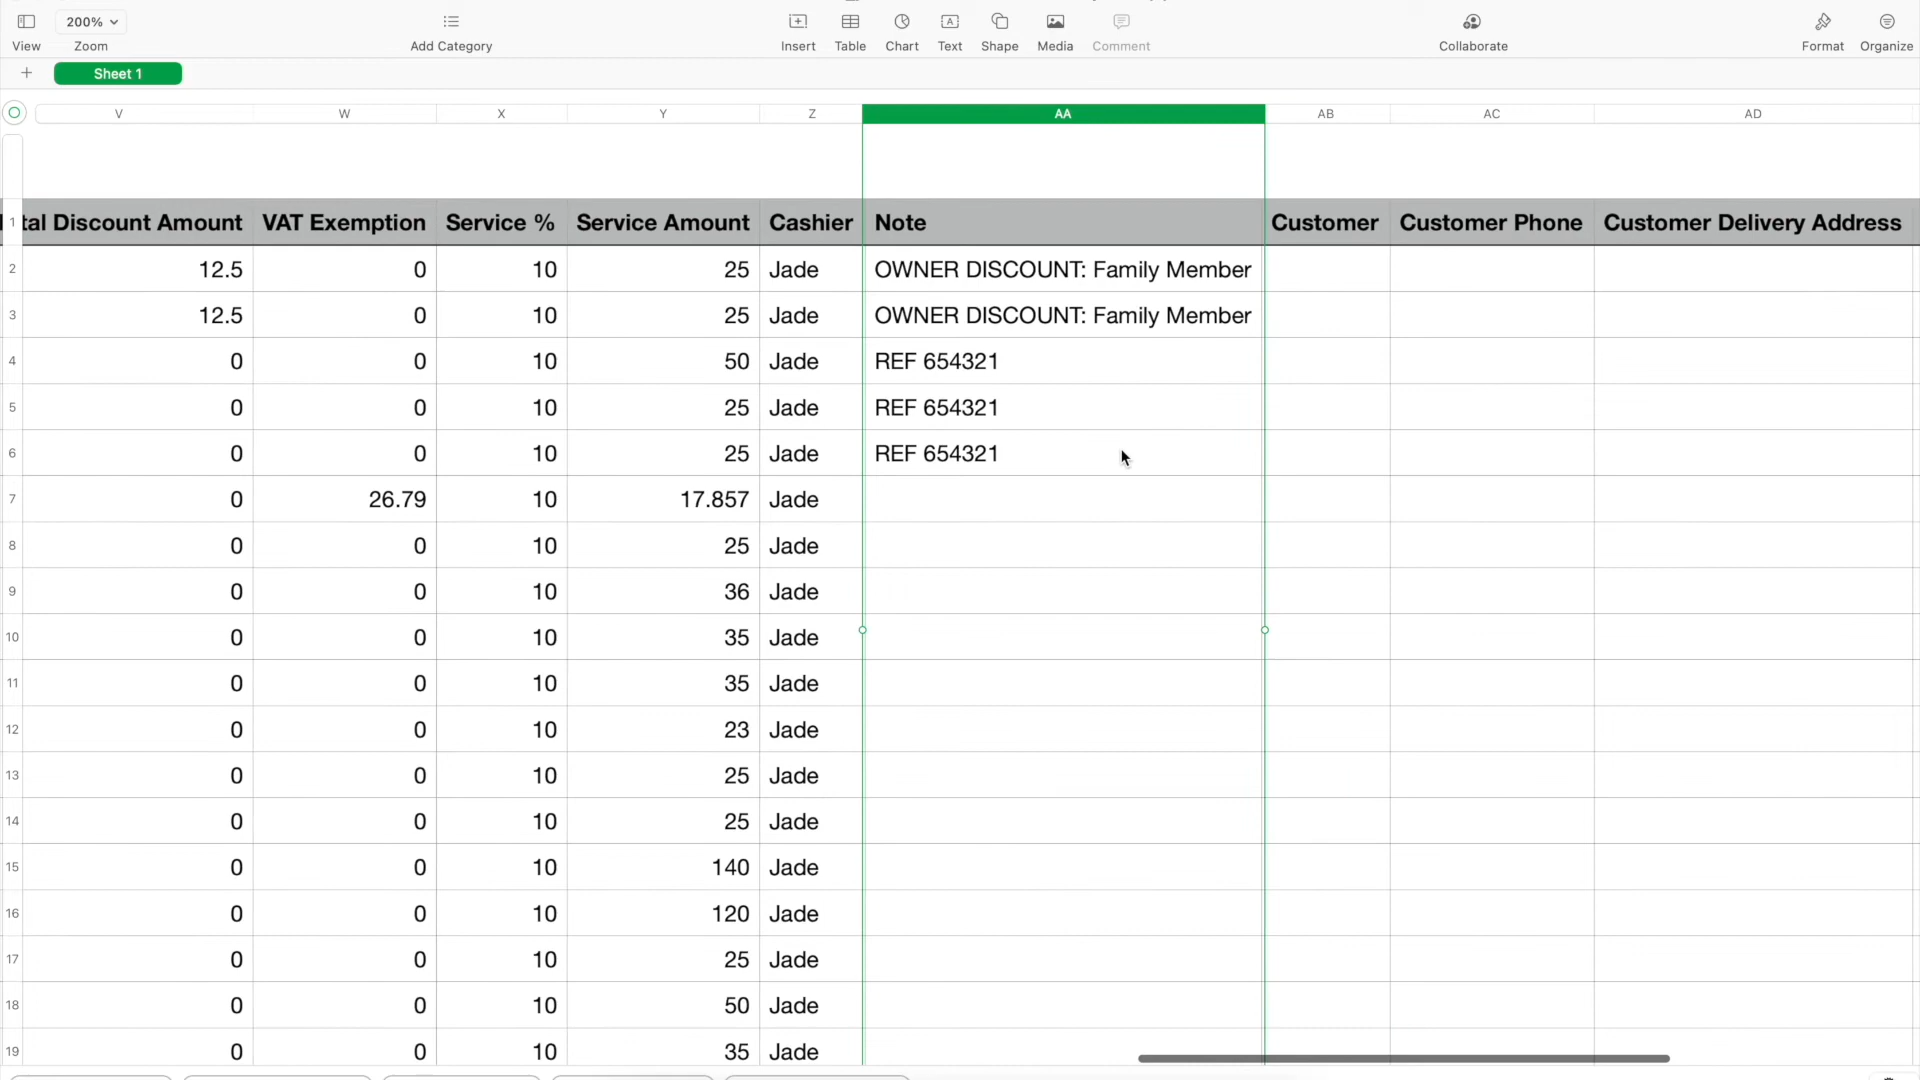 200%
View Zoom Add Category Insert Table Chart Text Shape Media Comment Collaborate Format Organize
Sheet 1
V W X Y Z AA AB AC AD
1 tal Discount Amount VAT Exemption Service % Service Amount Cashier Note Customer Customer Phone Customer Delivery Address
2 12.5 0 10 25 Jade OWNER DISCOUNT: Family Member
3 12.5 0 10 25 Jade OWNER DISCOUNT: Family Member
4 0 0 10 50 Jade REF 654321
5 0 0 10 25 Jade REF 654321
6 0 0 10 25 Jade REF 654321
7 0 26.79 10 17.857 Jade
8 0 0 10 25 Jade
9 0 0 10 36 Jade
10 0 0 10 35 Jade
11 0 0 10 35 Jade
12 0 0 10 23 Jade
13 0 0 10 25 Jade
14 0 0 10 25 Jade
15 0 0 10 140 Jade
16 0 0 10 120 Jade
17 0 0 10 25 Jade
18 0 0 10 50 Jade
19 0 0 10 35 Jade